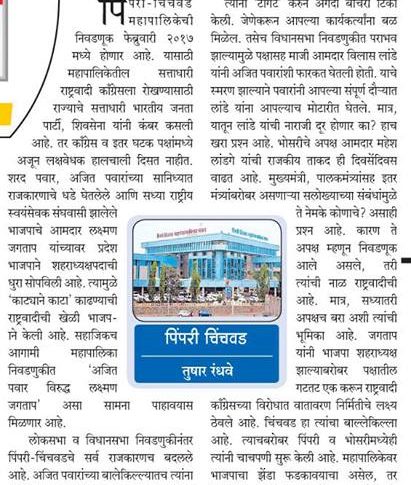 पिंपरी-चिंचवड
महापालिकेची
निवडणूक फेब्रुवारी २०१७
मध्ये होणार आहे. यासाठी
महापालिकेतील सत्ताधारी
राष्ट्रवादी काँग्रेसला रोखण्यासाठी
राज्याचे सत्ताधारी भारतीय जनता
पार्टी, शिवसेना यांनी कंबर कसली
आहे. तर काँग्रेस व इतर घटक पक्षांमध्ये
अजून लक्षवेधक हालचाली दिसत नाहीत.
शरद पवार, अजित पवारांच्या सानिध्यात
राजकारणाचे धडे घेतलेले आणि सध्या राष्ट्रीय
स्वयंसेवक संघवासी झालेले
भाजपाचे आमदार लक्ष्मण
जगताप यांच्यावर प्रदेश
भाजपाने शहराध्यक्षपदाची
धुरा सोपविली आहे. त्यामुळे
'काट्याने काटा' काढण्याची
राष्ट्रवादीची खेळी भाजप-
ाने केली आहे. सहाजिकच
आगामी महापालिका
निवडणुकीत 'अजित
पवार विरुद्ध लक्ष्मण
जगताप' असा सामना पाहावयास
मिळणार आहे.
लोकसभा व विधानसभा निवडणुकीनंतर
पिंपरी-चिंचवडचे सर्व राजकारणच बदलले
आहे. अजित पवारांच्या बालेकिल्ल्यातच त्यांना
त्यांनी 'टार्गेट' करुन अगदी बोचरी टिका
केली. जेणेकरून आपल्या कार्यकर्त्यांना बळ
मिळेल. तसेच विधानसभा निवडणुकीत पराभव
झाल्यामुळे पक्षासह माजी आमदार विलास लांडे
यांनी अजित पवारांशी फारकत घेतली होती. याचे
स्मरण झाल्याने पवारांनी आपल्या संपूर्ण दौऱ्यात
लांडे यांना आपल्याच मोटारीत घेतले. मात्र,
यातून लांडे यांची नाराजी दूर होणार का? हाच
खरा प्रश्न आहे. भोसरीचे अपक्ष आमदार महेश
लांडगे यांची राजकीय ताकद ही दिवसेंदिवस
वाढत आहे. मुख्यमंत्री, पालकमंत्र्यांसह इतर
मंत्र्यांबरोबर असणाऱ्या सलोख्याच्या संबंधांमुळे
ते नेमके कोणाचे? असाही
प्रश्न आहे. कारण ते
अपक्ष म्हणून निवडणूक
आले असले, तरी
त्यांची नाळ राष्ट्रवादीची
आहे. मात्र, सध्यातरी
अपक्षच बरा अशी त्यांची
भूमिका आहे. जगताप
यांनी भाजपा शहराध्यक्ष
झाल्याबरोबर पक्षातील
गटतट एक करून राष्ट्रवादी
काँग्रेसच्या विरोधात वातावरण निर्मितीचे लक्ष्य
ठेवले आहे. चिंचवड हा त्यांचा बालेकिल्ला
आहे. त्याचबरोबर पिंपरी व भोसरीमध्येही
त्यांनी चाचपणी सुरू केली आहे. महापालिकेवर
भाजपाचा झेंडा फडकावयाचा असेल, तर
पिंपरी चिंचवड
तुषार रंधवे